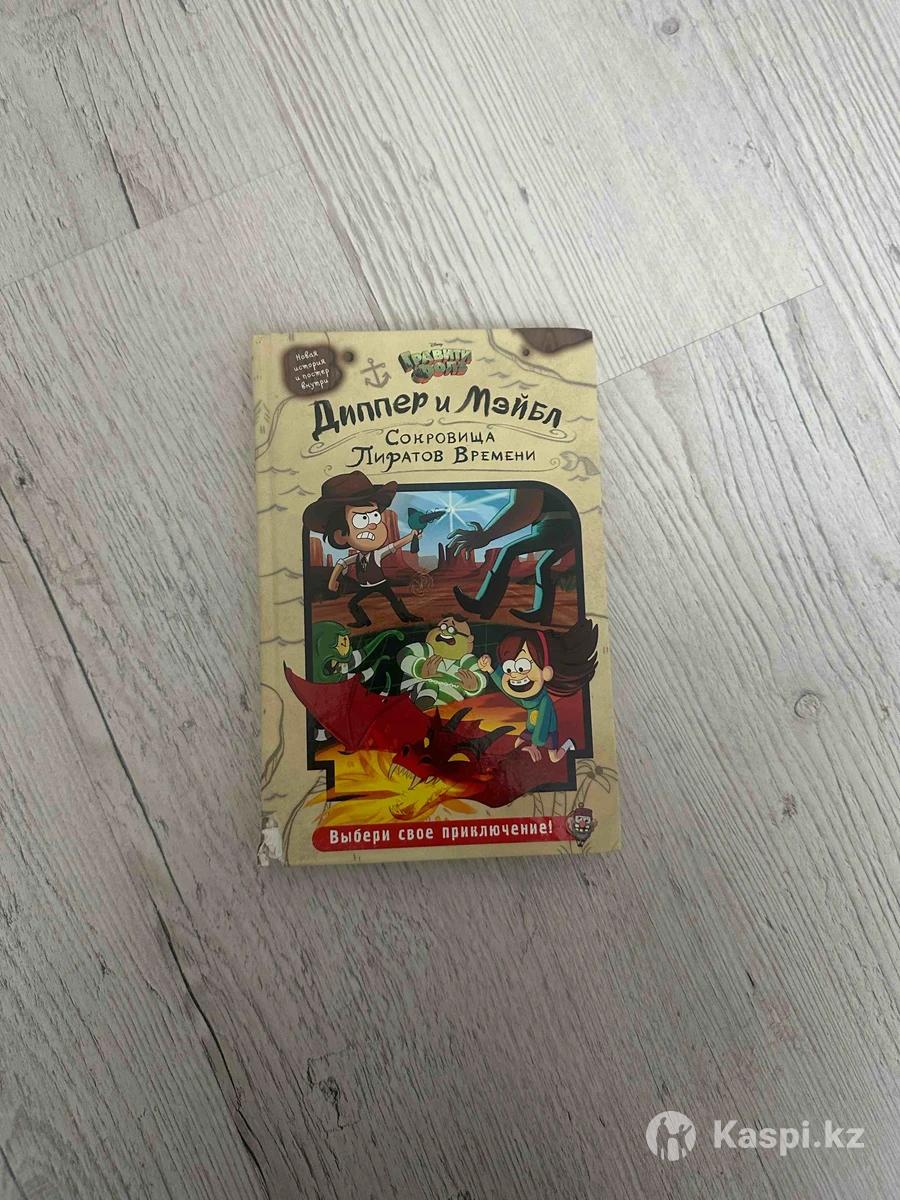 Новая
история
и постер
внутри
Disney
Гравити
Фолз
Диппер и Мэйбл
Сокровища
Пиратов Времени
Выбери свое приключение!
Kaspi.kz